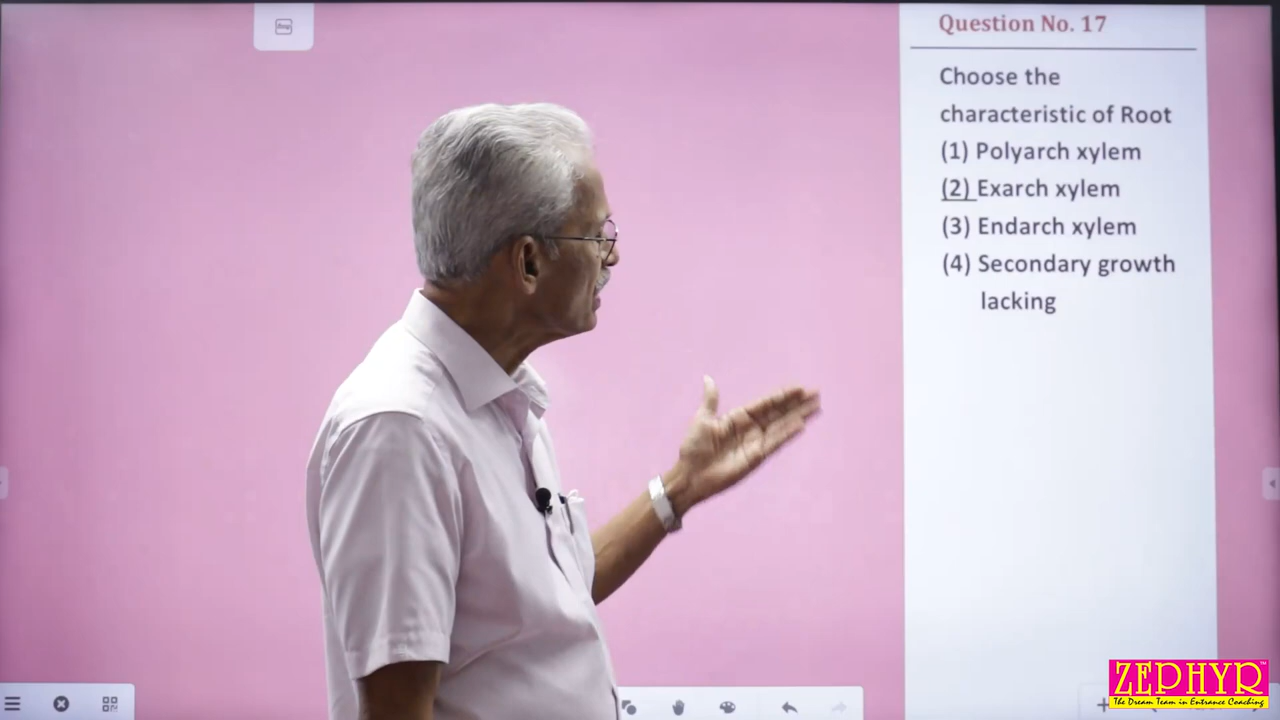 Question No. 17
Choose the
characteristic of Root
(1) Polyarch xylem
(2) Exarch xylem
(3) Endarch xylem
(4) Secondary growth
lacking
ZEPHYR™
The Dream Team in Entrance Coaching